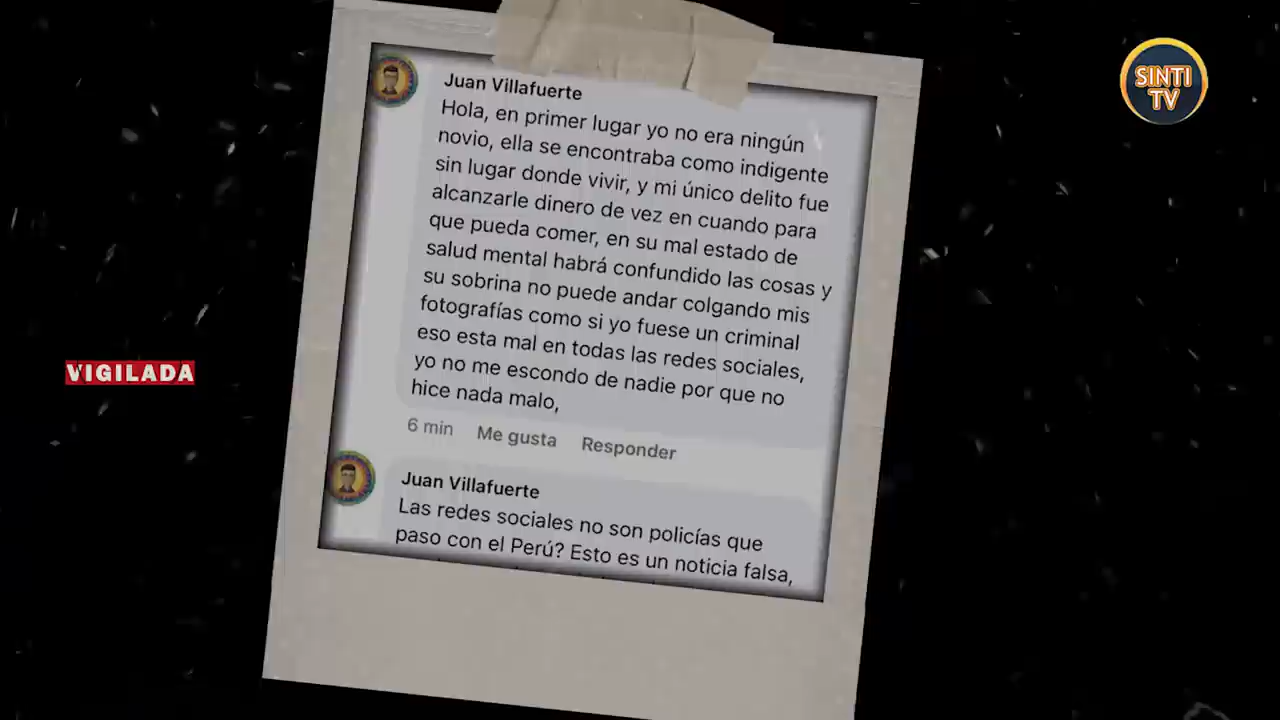 SINTI
TV
Juan Villafuerte
Hola, en primer lugar yo no era ningún
novio, ella se encontraba como indigente
sin lugar donde vivir, y mi único delito fue
alcanzarle dinero de vez en cuando para
que pueda comer, en su mal estado de
salud mental habrá confundido las cosas y
su sobrina no puede andar colgando mis
fotografías como si yo fuese un criminal
eso esta mal en todas las redes sociales,
yo no me escondo de nadie por que no
hice nada malo,
6 min Me gusta Responder
VIGILADA
Juan Villafuerte
Las redes sociales no son policías que
paso con el Perú? Esto es un noticia falsa,